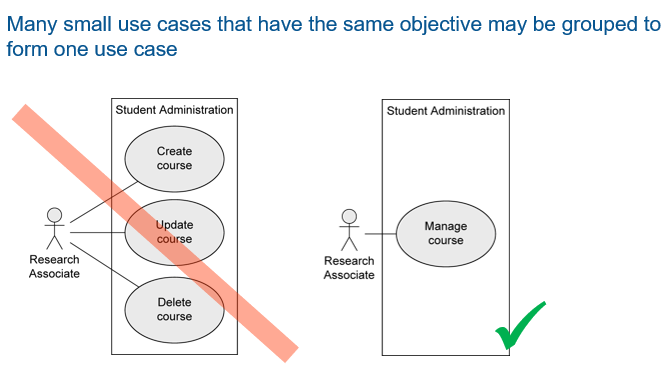 Many small use cases that have the same objective may be grouped to
form one use case
Student Administration
Create
course
Update
course
Delete
course
Research
Associate
Student Administration
Manage
course
Research
Associate